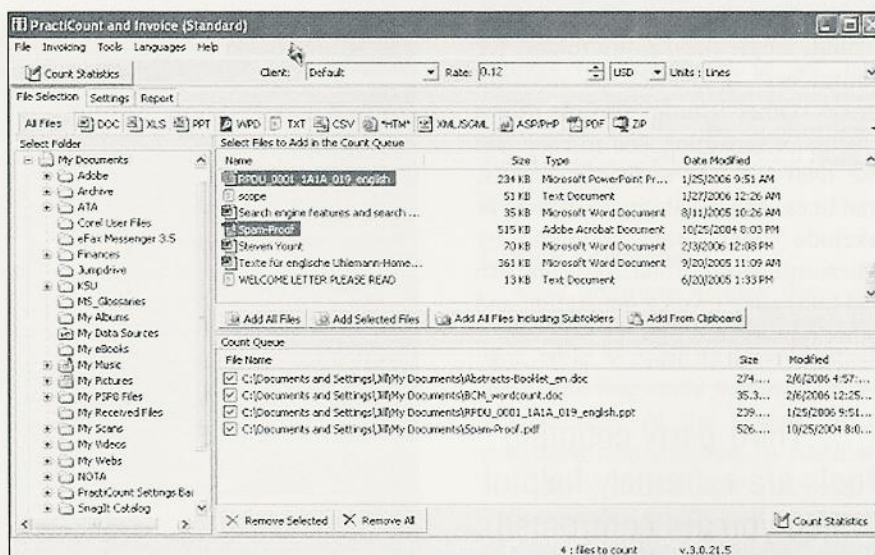 PractiCount and Invoice (Standard)
File Invoicing Tools Languages Help
Count Statistics Client: Default Rate: 0.12 USD Units : Lines
File Selection Settings Report
All Files DOC XLS PPT WPD TXT CSV *HTM* XML/SGML ASP/PHP PDF ZIP
Select Folder
My Documents
Adobe
Archive
ATA
Corel User Files
eFax Messenger 3.5
Finances
Jumpdrive
KSU
MS_Glossaries
My Albums
My Data Sources
My eBooks
My Music
My Pictures
My PSP8 Files
My Received Files
My Scans
My Videos
My Webs
NOTA
PractiCount Settings Bac
SnagIt Catalog
Select Files to Add in the Count Queue
Name Size Type Date Modified
RPDU_0001_1A1A_019_english 234 KB Microsoft PowerPoint Pr... 1/25/2006 9:51 AM
scope 51 KB Text Document 1/27/2006 12:26 AM
Search engine features and search ... 35 KB Microsoft Word Document 8/11/2005 10:26 AM
Spam-Proof 515 KB Adobe Acrobat Document 10/25/2004 8:03 PM
Steven Yount 70 KB Microsoft Word Document 2/3/2006 12:08 PM
Texte für englische Uhlemann-Home... 361 KB Microsoft Word Document 9/20/2005 11:09 AM
WELCOME LETTER PLEASE READ 13 KB Text Document 6/20/2005 1:33 PM
Add All Files Add Selected Files Add All Files Including Subfolders Add From Clipboard
Count Queue
File Name Size Modified
C:\Documents and Settings\Jill\My Documents\Abstracts-Booklet_en.doc 274.... 2/6/2006 4:57:...
C:\Documents and Settings\Jill\My Documents\BCM_wordcount.doc 35.3... 2/6/2006 12:25...
C:\Documents and Settings\Jill\My Documents\RPDU_0001_1A1A_019_english.ppt 239.... 1/25/2006 9:51...
C:\Documents and Settings\Jill\My Documents\Spam-Proof.pdf 526.... 10/25/2004 8:0...
Remove Selected Remove All Count Statistics
4 : files to count v.3.0.21.5